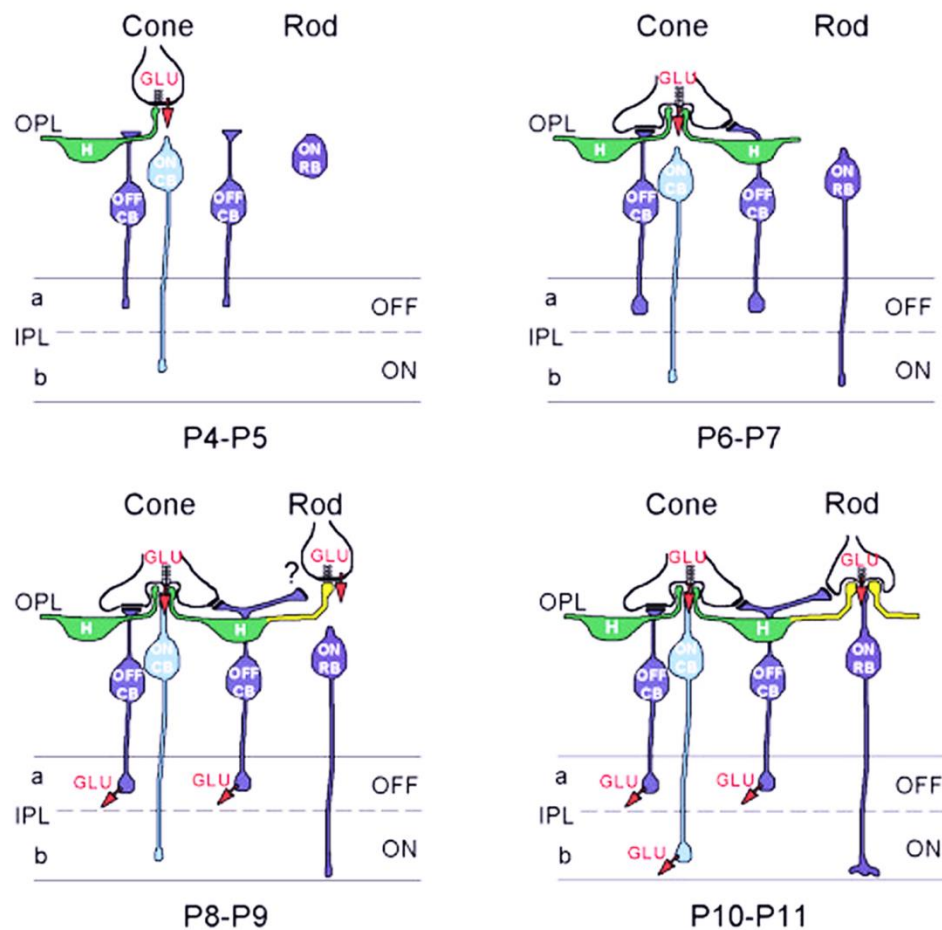 Cone Rod
GLU
OPL
H
ON CB
ON RB
OFF CB
OFF CB
a
OFF
IPL
b
ON
P4-P5
Cone Rod
GLU
OPL
H
H
ON CB
ON RB
OFF CB
OFF CB
a
OFF
IPL
b
ON
P6-P7
Cone Rod
GLU
?
GLU
OPL
H
H
ON CB
ON RB
OFF CB
OFF CB
a
GLU
GLU
OFF
IPL
b
ON
P8-P9
Cone Rod
GLU
GLU
OPL
H
H
ON CB
ON RB
OFF CB
OFF CB
a
GLU
GLU
OFF
IPL
b
GLU
ON
P10-P11